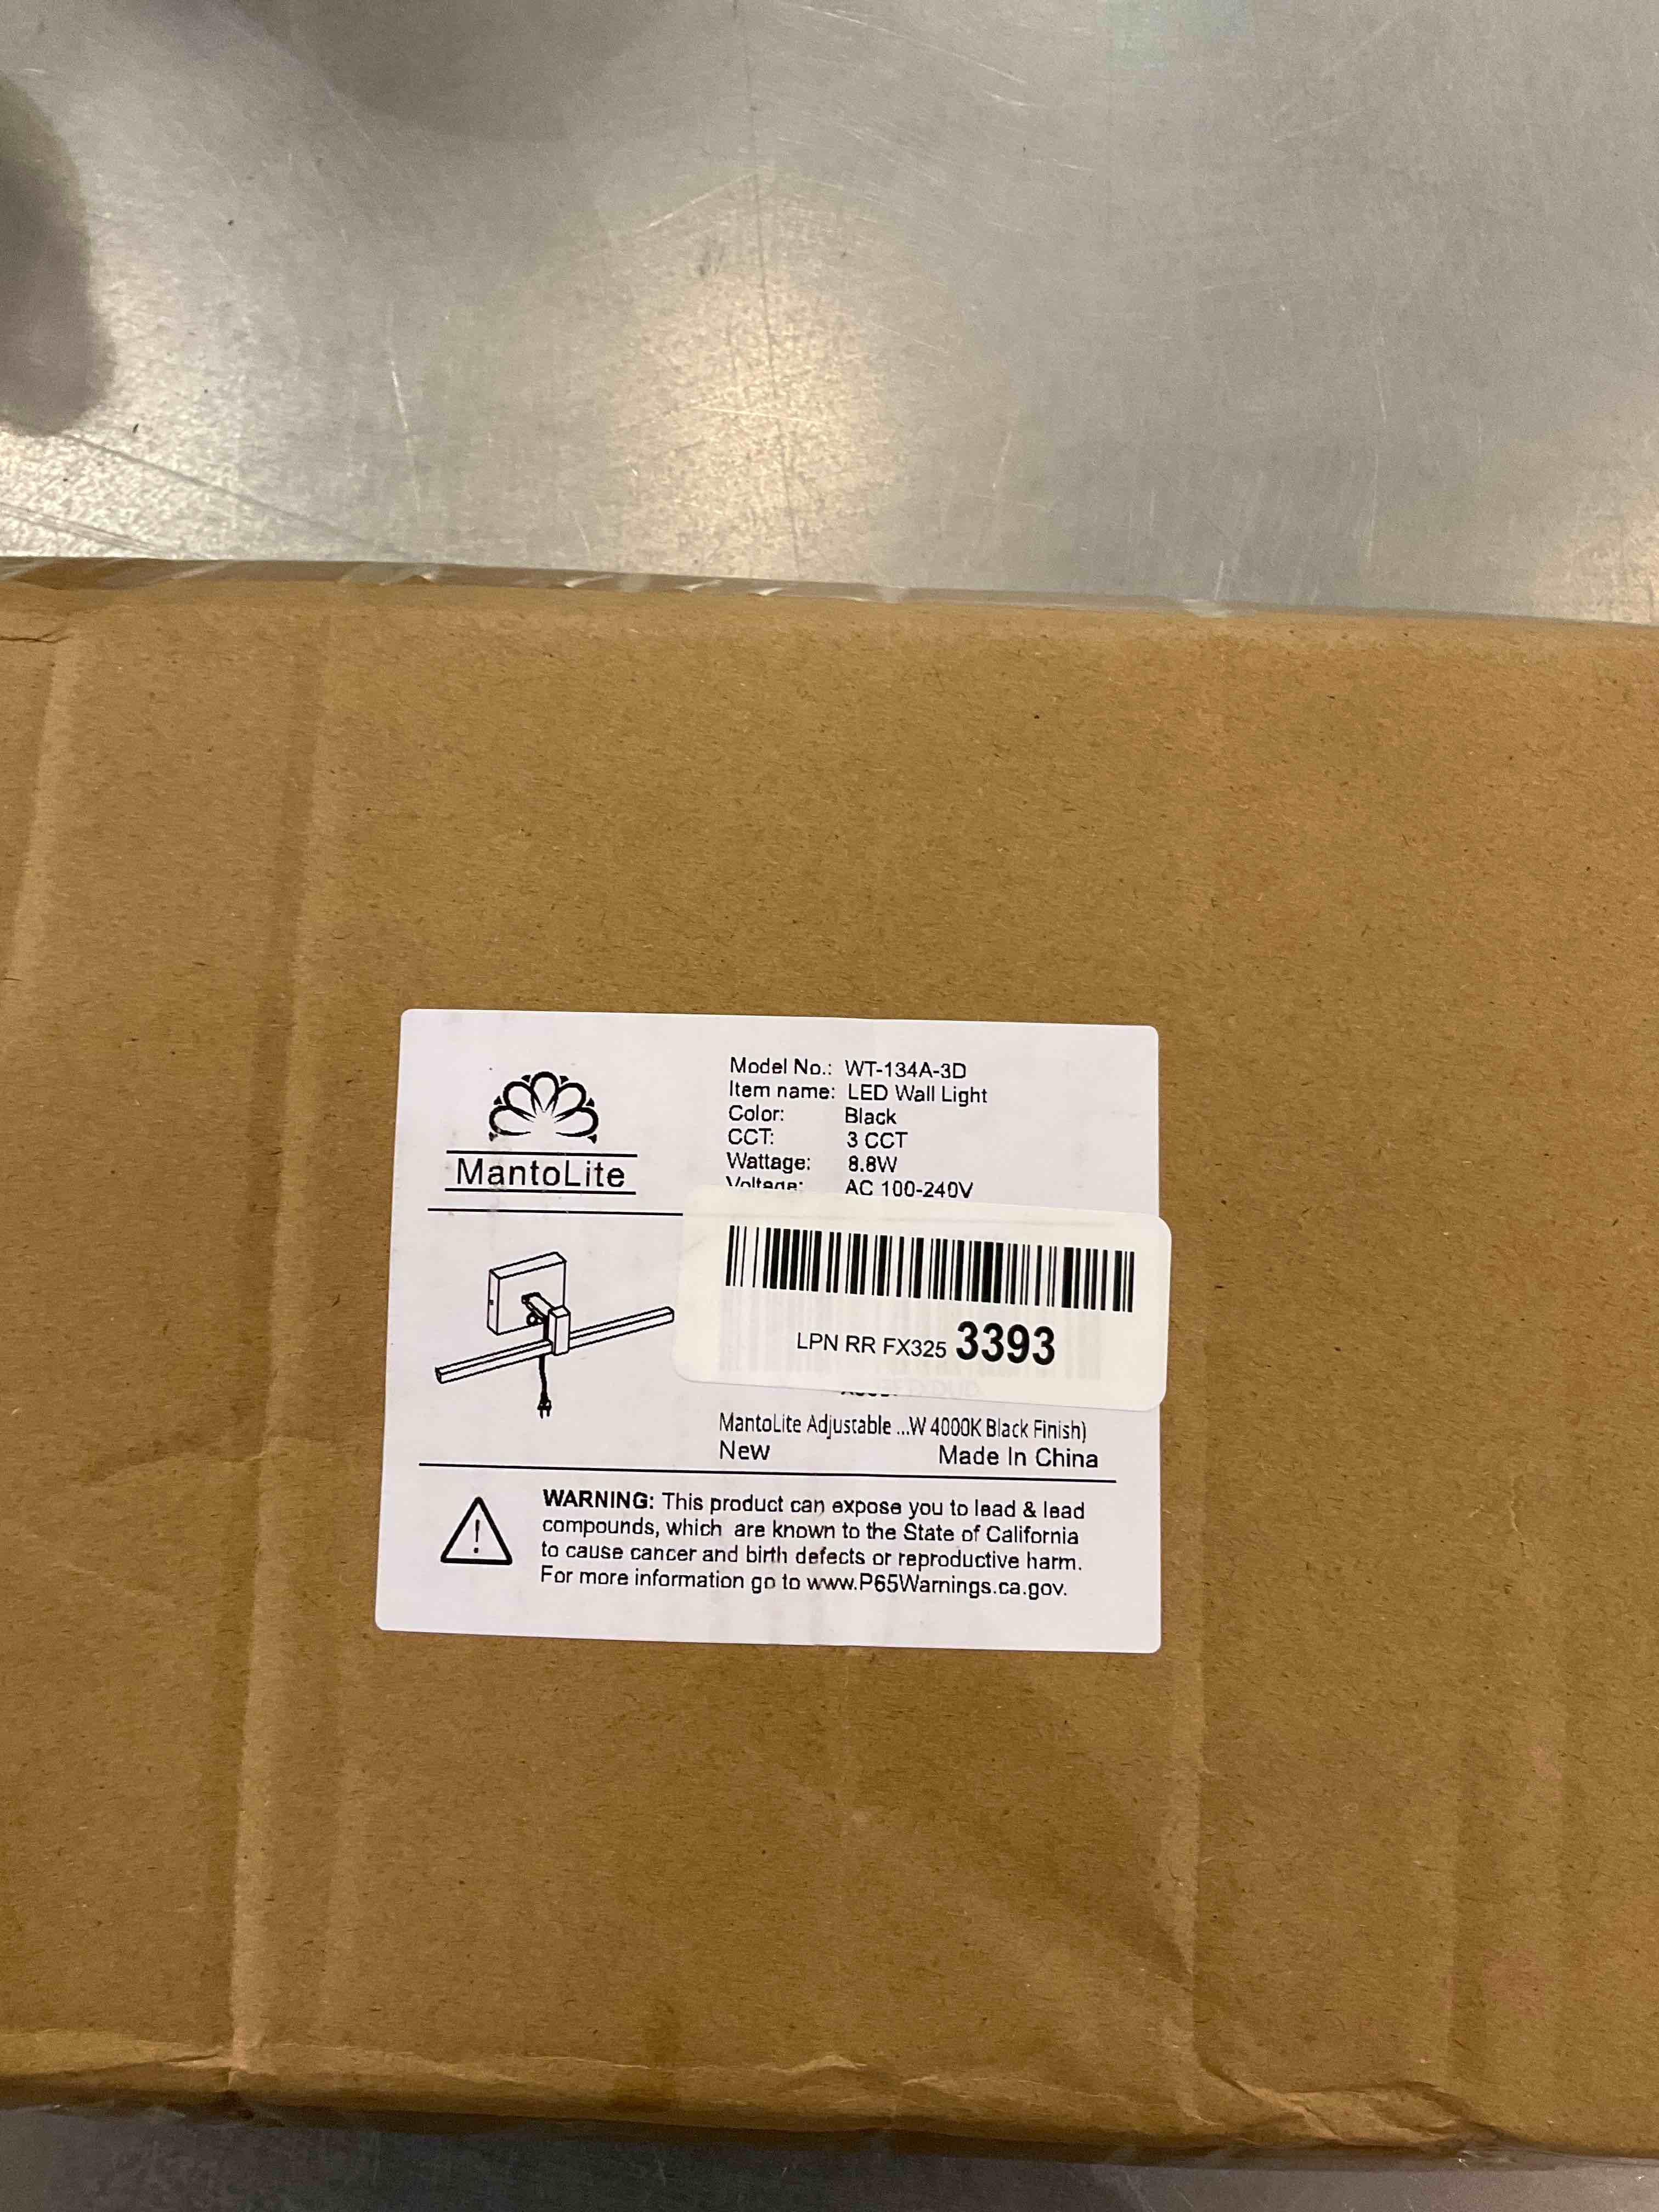 MantoLite
Model No.: WT-134A-3D
Item name: LED Wall Light
Color: Black
CCT: 3 CCT
Wattage: 8.8W
Voltage: AC 100-240V
LPN RR FX325 3393
MantoLite Adjustable ...W 4000K Black Finish)
New Made In China
WARNING: This product can expose you to lead & lead
compounds, which are known to the State of California
to cause cancer and birth defects or reproductive harm.
For more information go to www.P65Warnings.ca.gov.